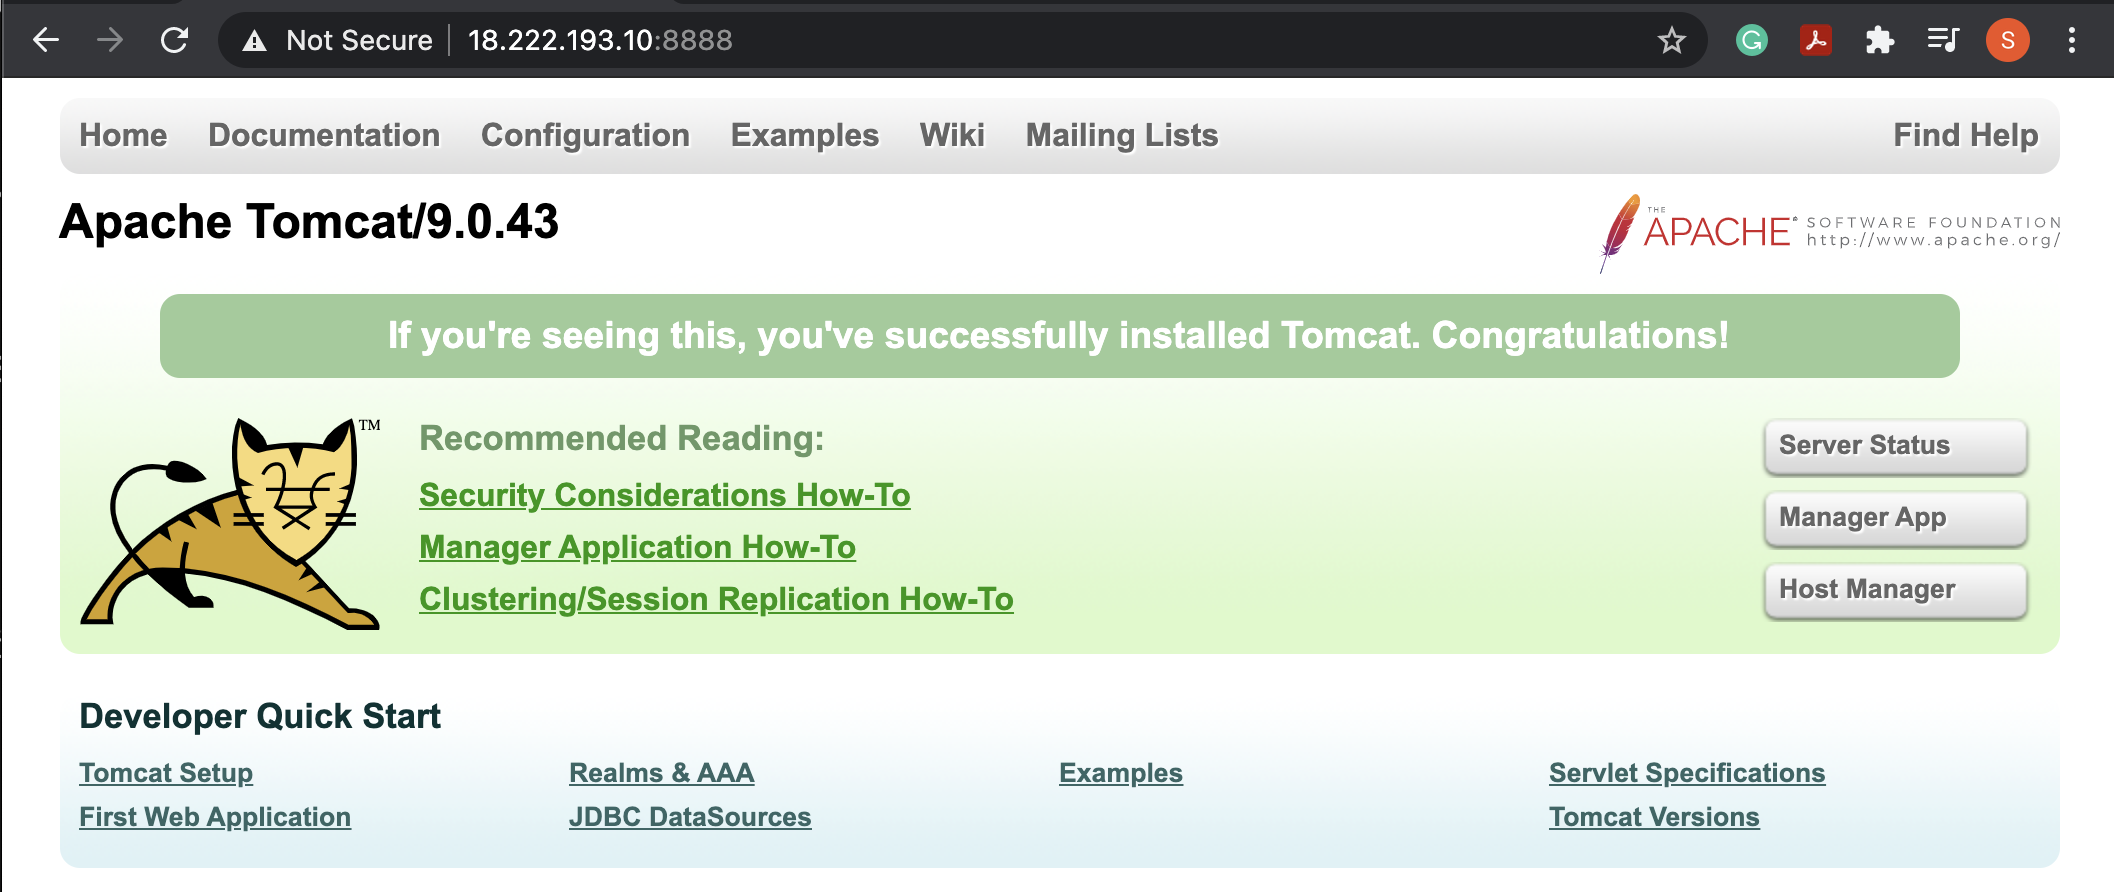 Not Secure 18.222.193.10:8888 S
Home Documentation Configuration Examples Wiki Mailing Lists Find Help
Apache Tomcat/9.0.43
THE
APACHE® SOFTWARE FOUNDATION
http://www.apache.org/
If you're seeing this, you've successfully installed Tomcat. Congratulations!
TM
Recommended Reading:
Security Considerations How-To
Manager Application How-To
Clustering/Session Replication How-To
Server Status
Manager App
Host Manager
Developer Quick Start
Tomcat Setup Realms & AAA Examples Servlet Specifications
First Web Application JDBC DataSources Tomcat Versions